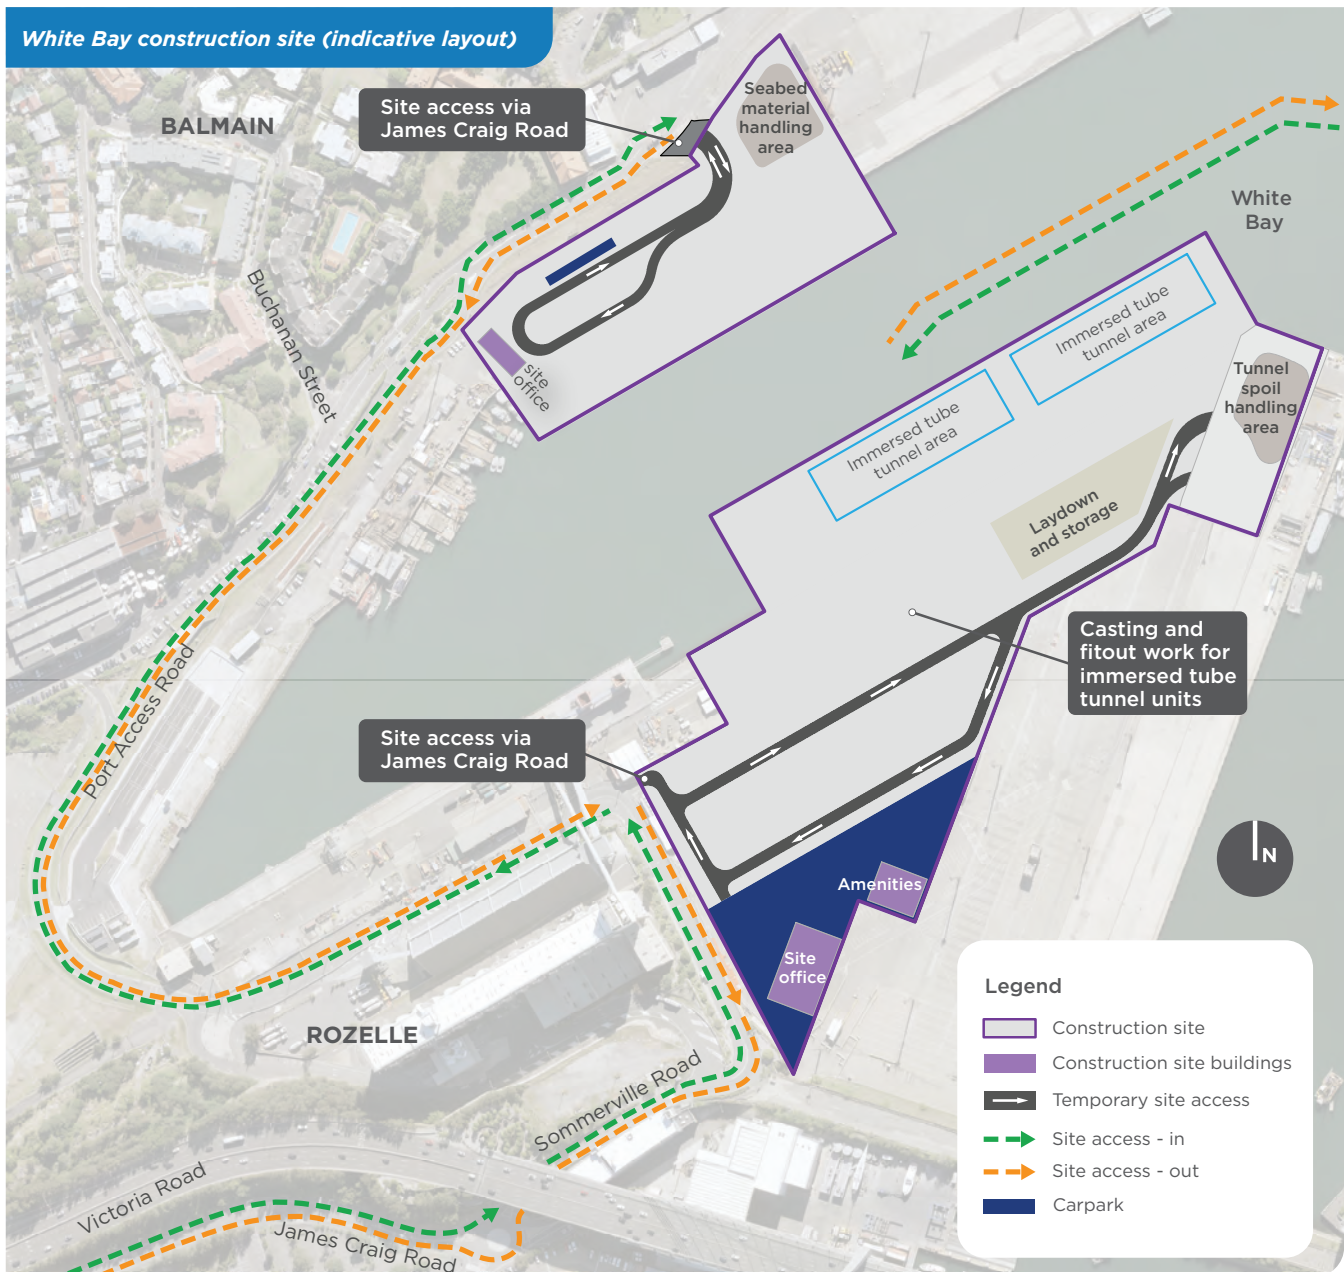 White Bay construction site (indicative layout)
BALMAIN
Site access via
James Craig Road
Seabed
material
handling
area
White
Bay
Buchanan Street
site
office
Immersed tube
tunnel area
Immersed tube
tunnel area
Tunnel
spoil
handling
area
Laydown
and storage
Casting and
fitout work for
immersed tube
tunnel units
Port Access Road
Site access via
James Craig Road
N
Amenities
Site
office
ROZELLE
Sommerville Road
Victoria Road
James Craig Road
Legend
Construction site
Construction site buildings
Temporary site access
Site access - in
Site access - out
Carpark